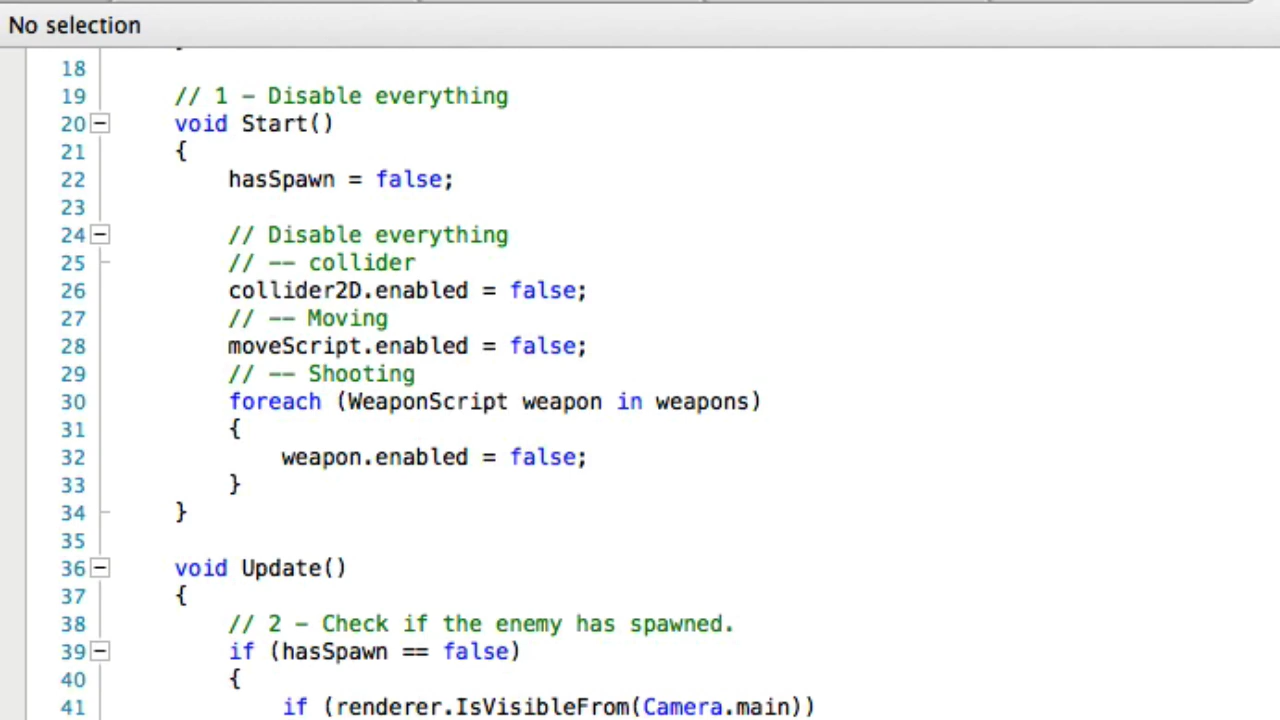 No selection
18
19 // 1 – Disable everything
20 void Start()
21 {
22 hasSpawn = false;
23
24 // Disable everything
25 // –– collider
26 collider2D.enabled = false;
27 // –– Moving
28 moveScript.enabled = false;
29 // –– Shooting
30 foreach (WeaponScript weapon in weapons)
31 {
32 weapon.enabled = false;
33 }
34 }
35
36 void Update()
37 {
38 // 2 – Check if the enemy has spawned.
39 if (hasSpawn == false)
40 {
41 if (renderer.IsVisibleFrom(Camera.main))